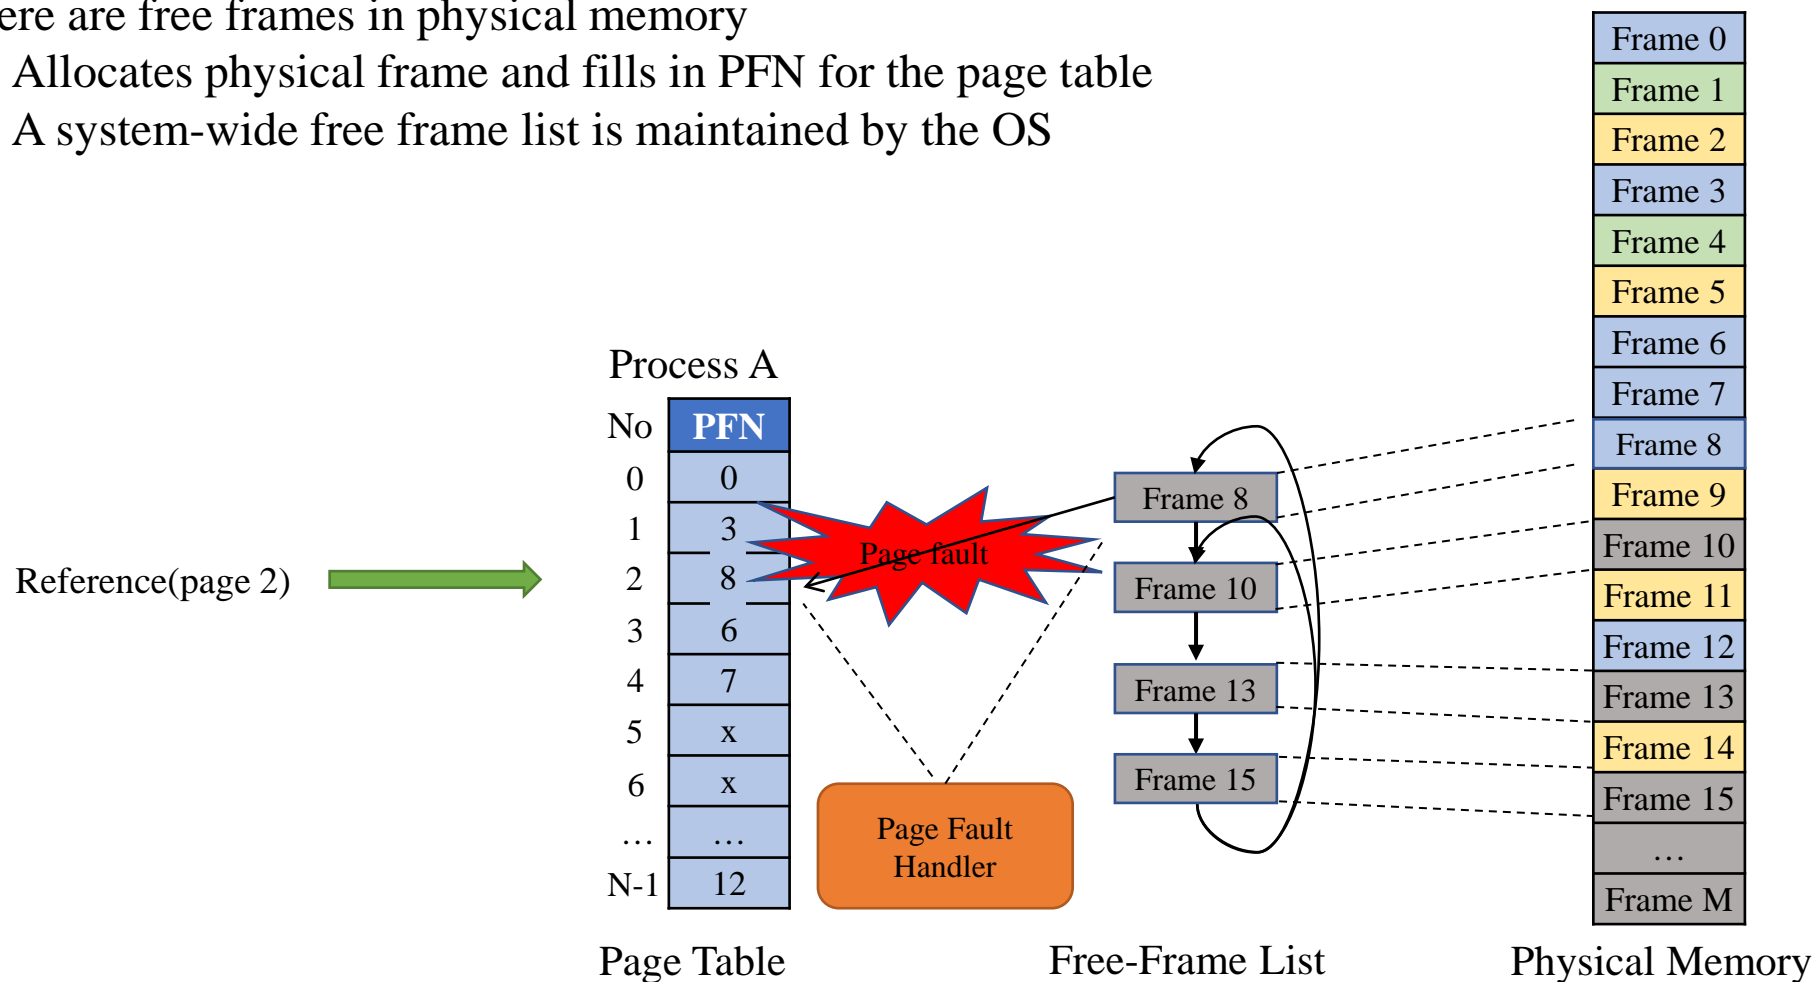 ere are free frames in physical memory
Allocates physical frame and fills in PFN for the page table
A system-wide free frame list is maintained by the OS
Process A
No PFN
0 0
1 3
2 8
3 6
4 7
5 x
6 x
… …
N-1 12
Page Table
Reference(page 2)
Page fault
Page Fault
Handler
Frame 8
Frame 10
Frame 13
Frame 15
Free-Frame List
Frame 0
Frame 1
Frame 2
Frame 3
Frame 4
Frame 5
Frame 6
Frame 7
Frame 8
Frame 9
Frame 10
Frame 11
Frame 12
Frame 13
Frame 14
Frame 15
…
Frame M
Physical Memory